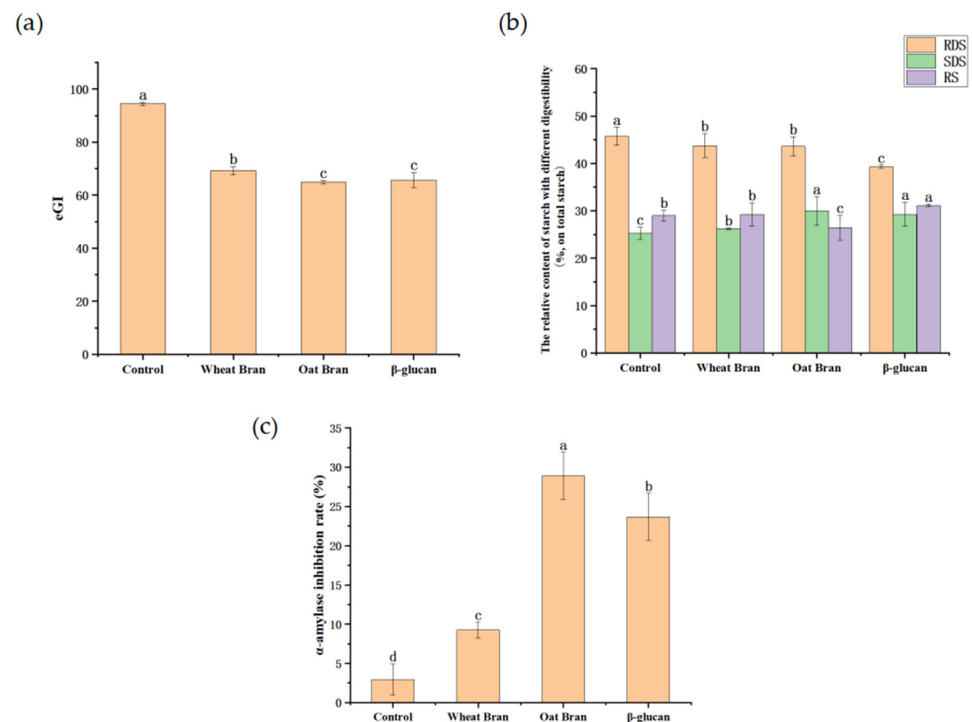 (a)
eGI
100
80
60
40
20
0
a
b
c
c
Control
Wheat Bran
Oat Bran
β-glucan
(b)
RDS
SDS
RS
The relative content of starch with different digestibility
(%, on total starch)
60
50
40
30
20
10
0
a
c
b
b
b
b
b
a
c
c
a
a
Control
Wheat Bran
Oat Bran
β-glucan
(c)
α-amylase inhibition rate (%)
35
30
25
20
15
10
5
0
d
c
a
b
Control
Wheat Bran
Oat Bran
β-glucan